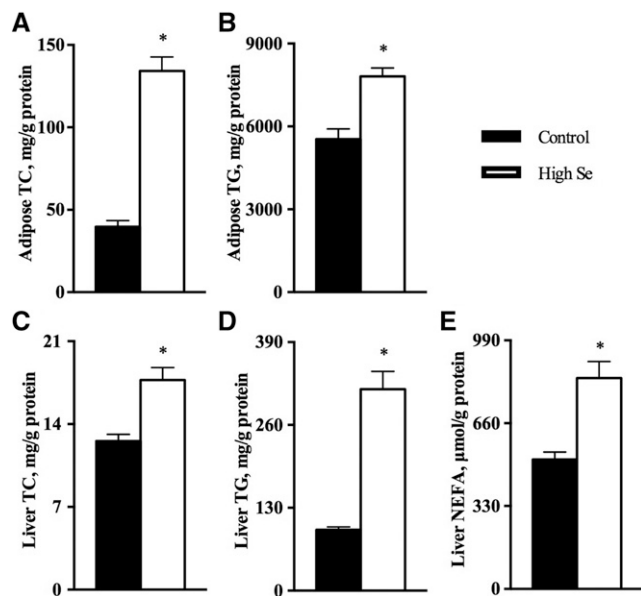 A
Adipose TC, mg/g protein
150
100
50
0
*
B
Adipose TG, mg/g protein
9000
6000
3000
0
*
Control
High Se
C
Liver TC, mg/g protein
21
14
7
0
*
D
Liver TG, mg/g protein
390
260
130
0
*
E
Liver NEFA, μmol/g protein
990
660
330
0
*